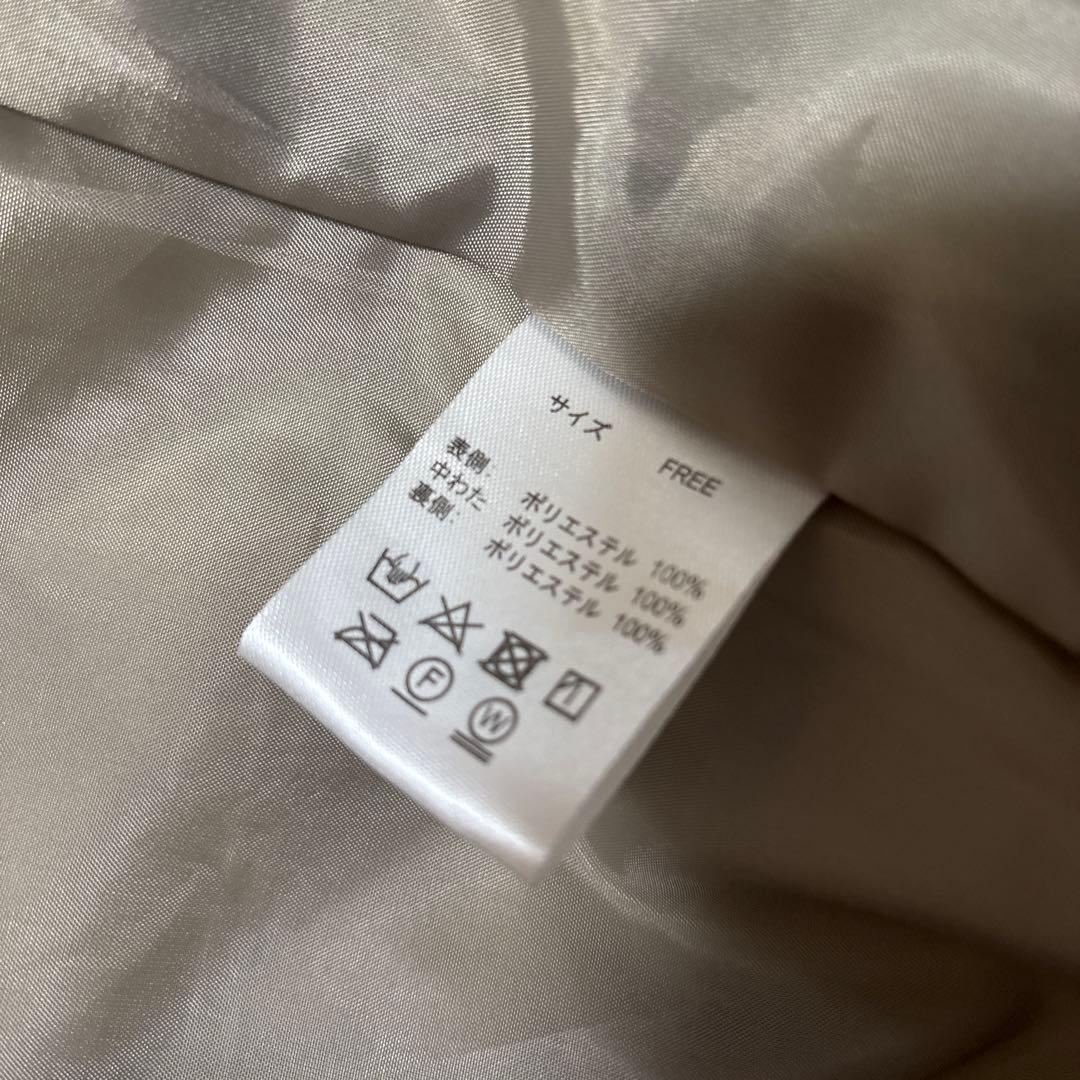 サイズ FREE
表側: ポリエステル 100%
中わた ポリエステル 100%
裏側: ポリエステル 100%
F
W